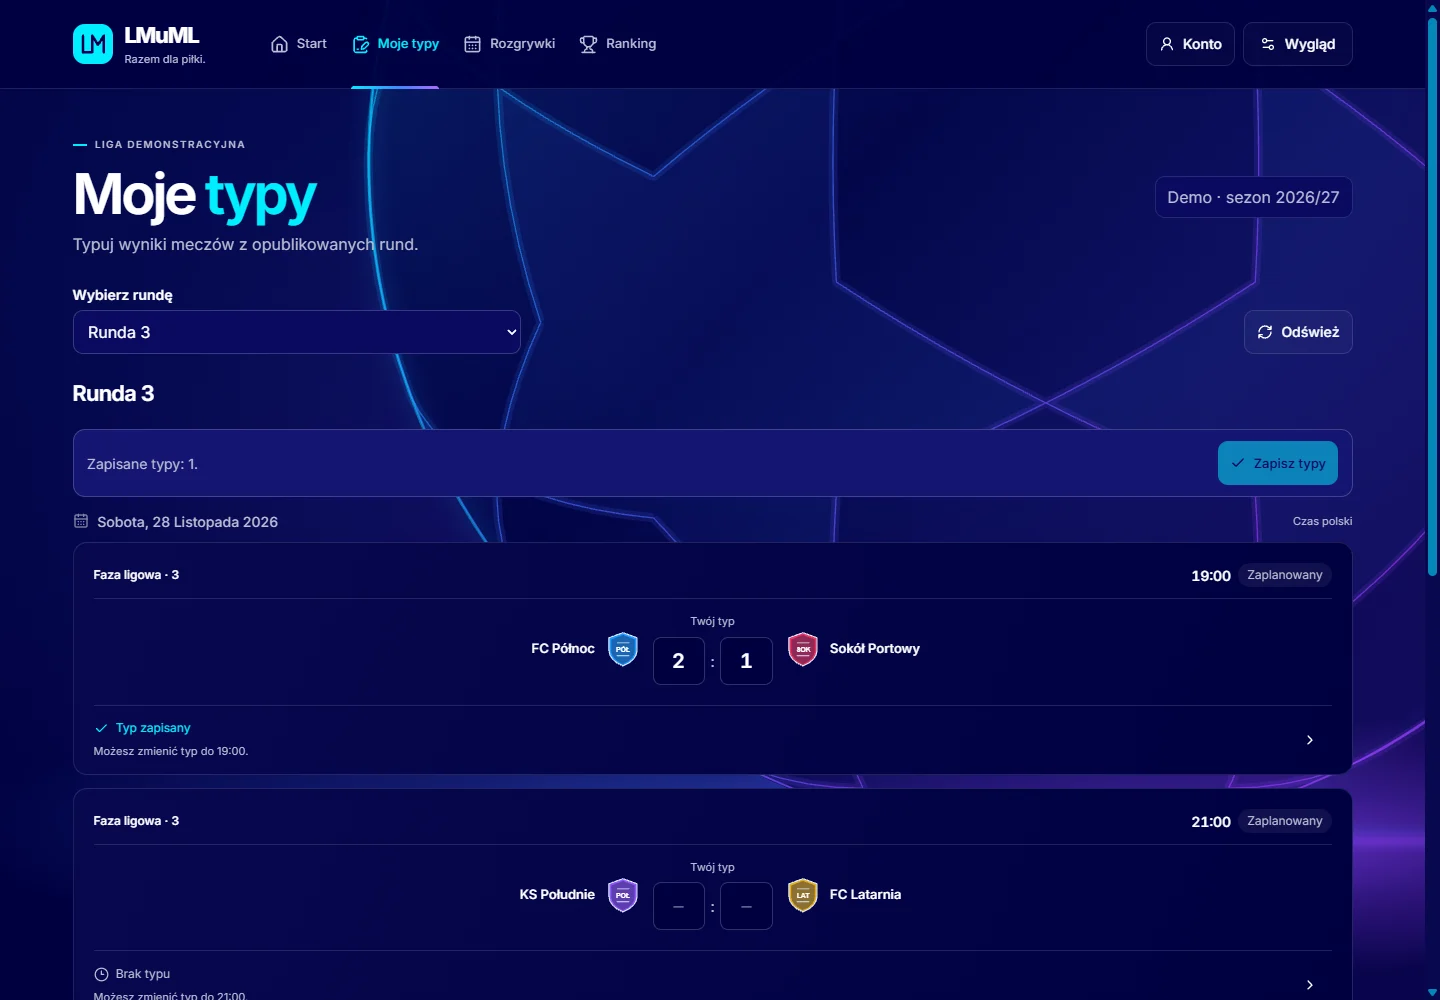 LM
LMuML
Razem dla piłki.
Start
Moje typy
Rozgrywki
Ranking
Konto
Wygląd
LIGA DEMONSTRACYJNA
Moje typy
Demo · sezon 2026/27
Typuj wyniki meczów z opublikowanych rund.
Wybierz rundę
Runda 3
Odśwież
Runda 3
Zapisane typy: 1.
Zapisz typy
Sobota, 28 Listopada 2026
Czas polski
Faza ligowa · 3
19:00 Zaplanowany
Twój typ
FC Północ PÓŁ 2 : 1 SOK Sokół Portowy
Typ zapisany
Możesz zmienić typ do 19:00.
Faza ligowa · 3
21:00 Zaplanowany
Twój typ
KS Południe POŁ – : – LAT FC Latarnia
Brak typu
Możesz zmienić typ do 21:00.